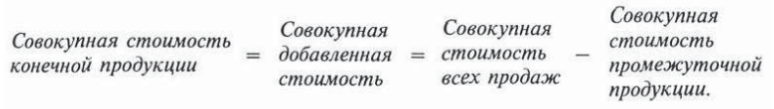 Совокупная стоимость конечной продукции = Совокупная добавленная стоимость = Совокупная стоимость всех продаж − Совокупная стоимость промежуточной продукции.